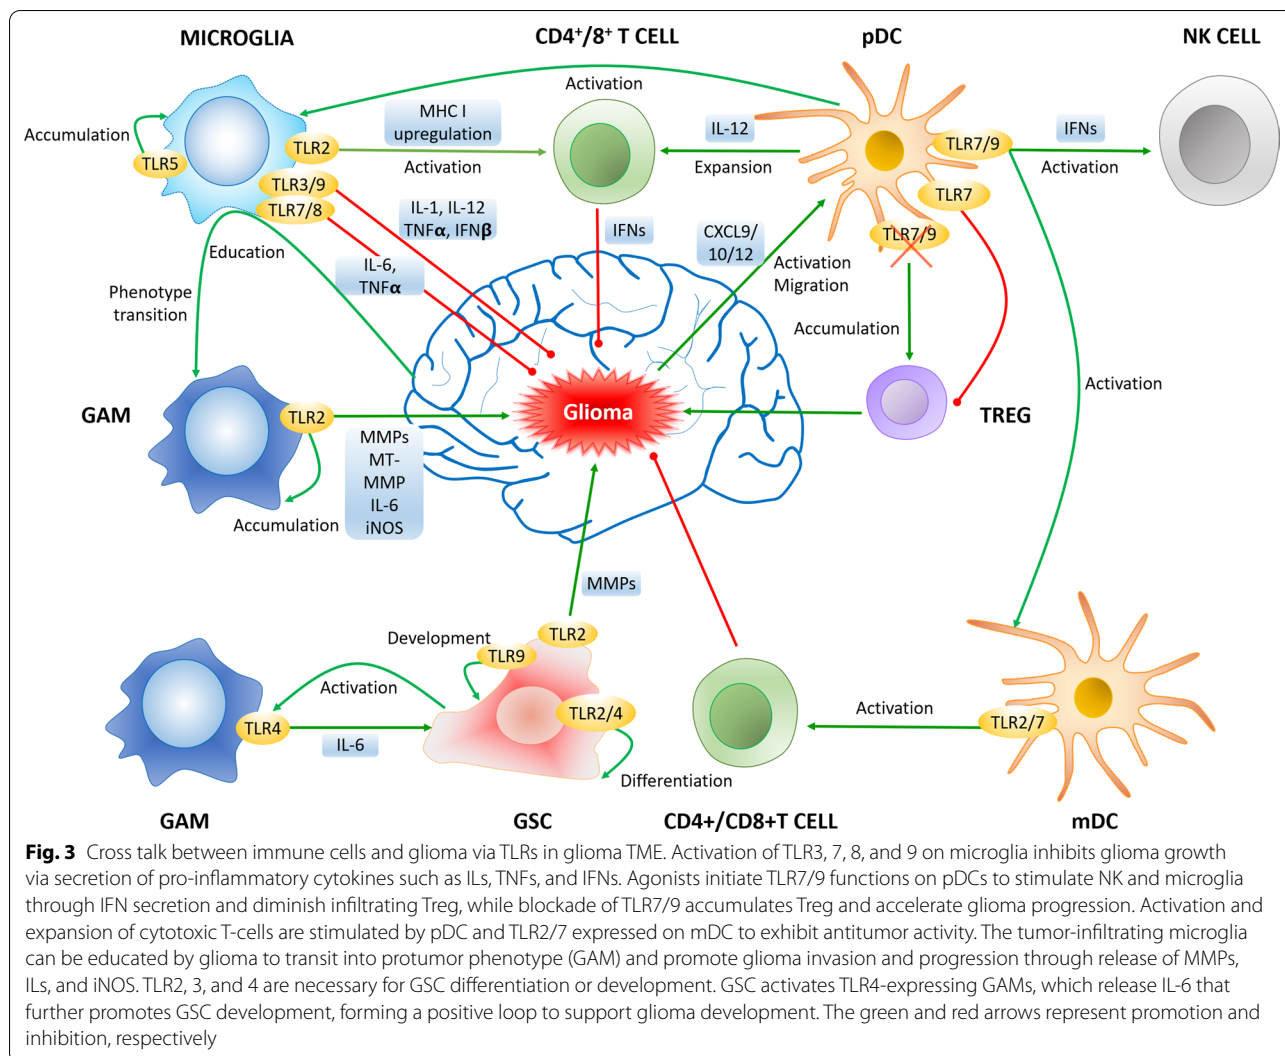 MICROGLIA
CD4⁺/8⁺ T CELL
pDC
NK CELL
Activation
MHC I
upregulation
Activation
IL-12
Expansion
IFNs
Activation
Accumulation
TLR5
TLR2
TLR3/9
TLR7/8
TLR7/9
TLR7
TLR7/9
Education
IL-1, IL-12
TNFα, IFNβ
IL-6,
TNFα
IFNs
CXCL9/
10/12
Activation
Migration
Phenotype
transition
Accumulation
Activation
GAM
TLR2
Glioma
TREG
MMPs
MT-
MMP
IL-6
iNOS
Accumulation
MMPs
Development
TLR2
TLR9
Activation
TLR4
IL-6
TLR2/4
Differentiation
Activation
TLR2/7
GAM
GSC
CD4+/CD8+T CELL
mDC
Fig. 3 Cross talk between immune cells and glioma via TLRs in glioma TME. Activation of TLR3, 7, 8, and 9 on microglia inhibits glioma growth
via secretion of pro-inflammatory cytokines such as ILs, TNFs, and IFNs. Agonists initiate TLR7/9 functions on pDCs to stimulate NK and microglia
through IFN secretion and diminish infiltrating Treg, while blockade of TLR7/9 accumulates Treg and accelerate glioma progression. Activation and
expansion of cytotoxic T-cells are stimulated by pDC and TLR2/7 expressed on mDC to exhibit antitumor activity. The tumor-infiltrating microglia
can be educated by glioma to transit into protumor phenotype (GAM) and promote glioma invasion and progression through release of MMPs,
ILs, and iNOS. TLR2, 3, and 4 are necessary for GSC differentiation or development. GSC activates TLR4-expressing GAMs, which release IL-6 that
further promotes GSC development, forming a positive loop to support glioma development. The green and red arrows represent promotion and
inhibition, respectively